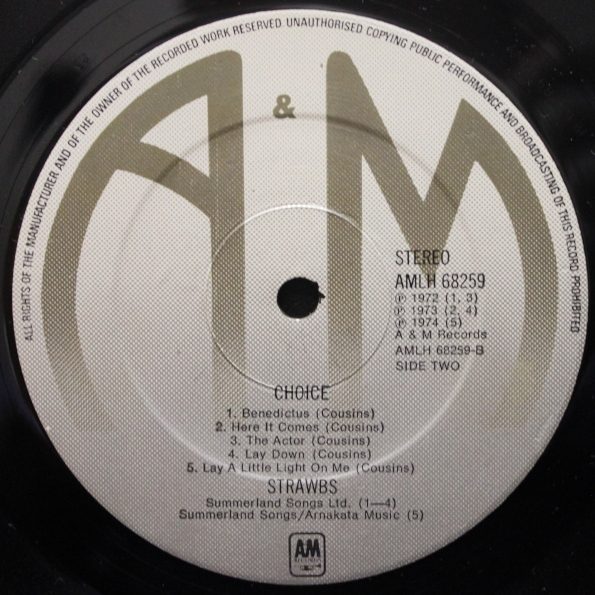 ALL RIGHTS OF THE MANUFACTURER AND OF THE OWNER OF THE RECORDED WORK RESERVED UNAUTHORISED COPYING PUBLIC PERFORMANCE AND BROADCASTING OF THIS RECORD PROHIBITED
A & M
STEREO
AMLH 68259
℗ 1972 (1, 3)
℗ 1973 (2, 4)
℗ 1974 (5)
A & M Records
AMLH 68259-B
SIDE TWO
CHOICE
1. Benedictus (Cousins)
2. Here It Comes (Cousins)
3. The Actor (Cousins)
4. Lay Down (Cousins)
5. Lay A Little Light On Me (Cousins)
STRAWBS
Summerland Songs Ltd. (1—4)
Summerland Songs/Arnakata Music (5)
AM
RECORDS